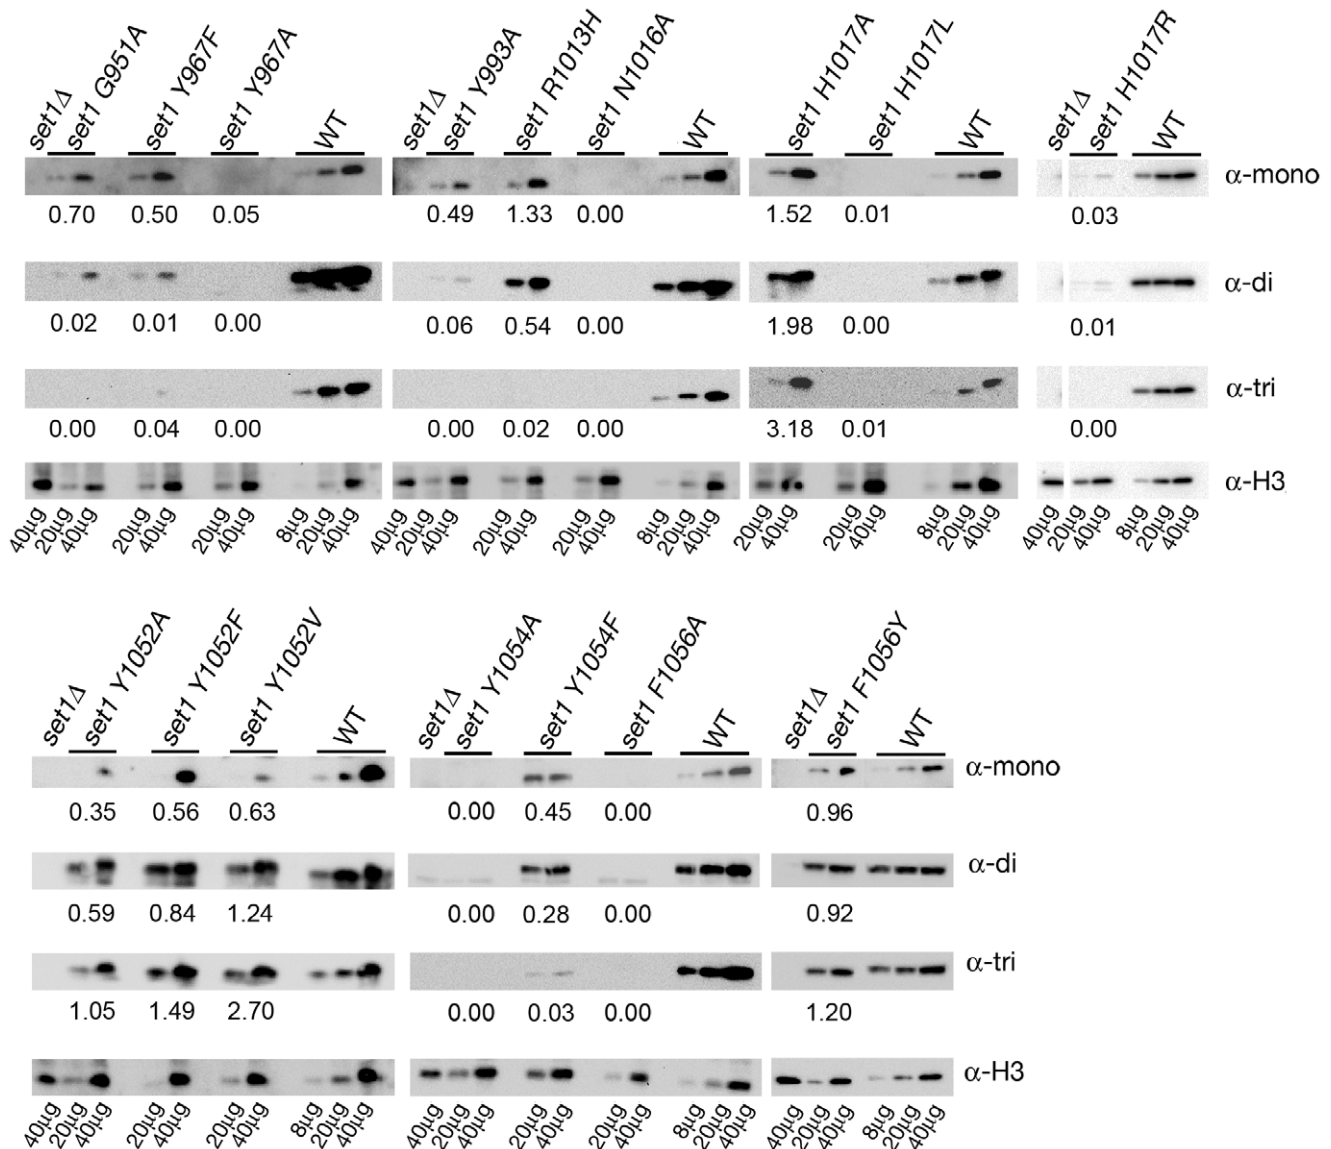 set1Δ set1 G951A set1 Y967F set1 Y967A WT set1Δ set1 Y993A set1 R1013H set1 N1016A WT set1 H1017A set1 H1017L WT set1Δ set1 H1017R WT
α-mono
0.70 0.50 0.05 0.49 1.33 0.00 1.52 0.01 0.03
α-di
0.02 0.01 0.00 0.06 0.54 0.00 1.98 0.00 0.01
α-tri
0.00 0.04 0.00 0.00 0.02 0.00 3.18 0.01 0.00
α-H3
40µg 20µg 40µg 20µg 40µg 20µg 40µg 8µg 20µg 40µg 40µg 20µg 40µg 20µg 40µg 20µg 40µg 8µg 20µg 40µg 20µg 40µg 20µg 40µg 8µg 20µg 40µg 40µg 20µg 40µg 8µg 20µg 40µg
set1Δ set1 Y1052A set1 Y1052F set1 Y1052V WT set1Δ set1 Y1054A set1 Y1054F set1 F1056A WT set1Δ set1 F1056Y WT
α-mono
0.35 0.56 0.63 0.00 0.45 0.00 0.96
α-di
0.59 0.84 1.24 0.00 0.28 0.00 0.92
α-tri
1.05 1.49 2.70 0.00 0.03 0.00 1.20
α-H3
40µg 20µg 40µg 20µg 40µg 20µg 40µg 8µg 20µg 40µg 40µg 20µg 40µg 20µg 40µg 20µg 40µg 8µg 20µg 40µg 40µg 20µg 40µg 8µg 20µg 40µg